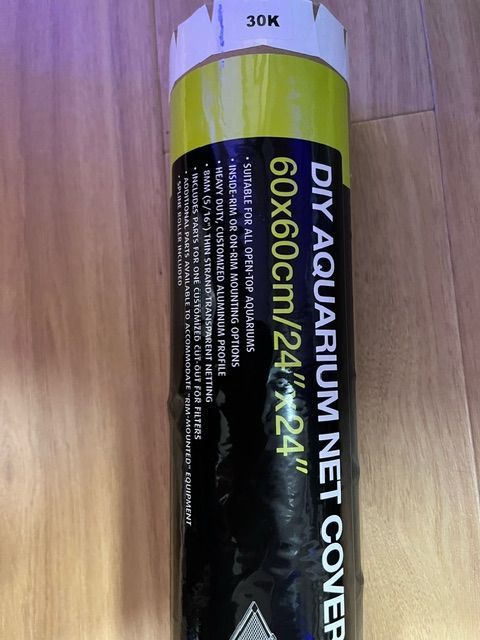 30K
DIY AQUARIUM NET COVER
60x60cm/24"x24"
• SUITABLE FOR ALL OPEN-TOP AQUARIUMS
• INSIDE-RIM OR ON-RIM MOUNTING OPTIONS
• HEAVY DUTY, CUSTOMIZED ALUMINUM PROFILE
• 8MM (5/16") THIN STRAND TRANSPARENT NETTING
• INCLUDES PARTS FOR ONE CUSTOMIZED CUT-OUT FOR FILTERS
• ADDITIONAL PARTS AVAILABLE TO ACCOMMODATE "RIM-MOUNTED" EQUIPMENT
• SPLINE ROLLER INCLUDED